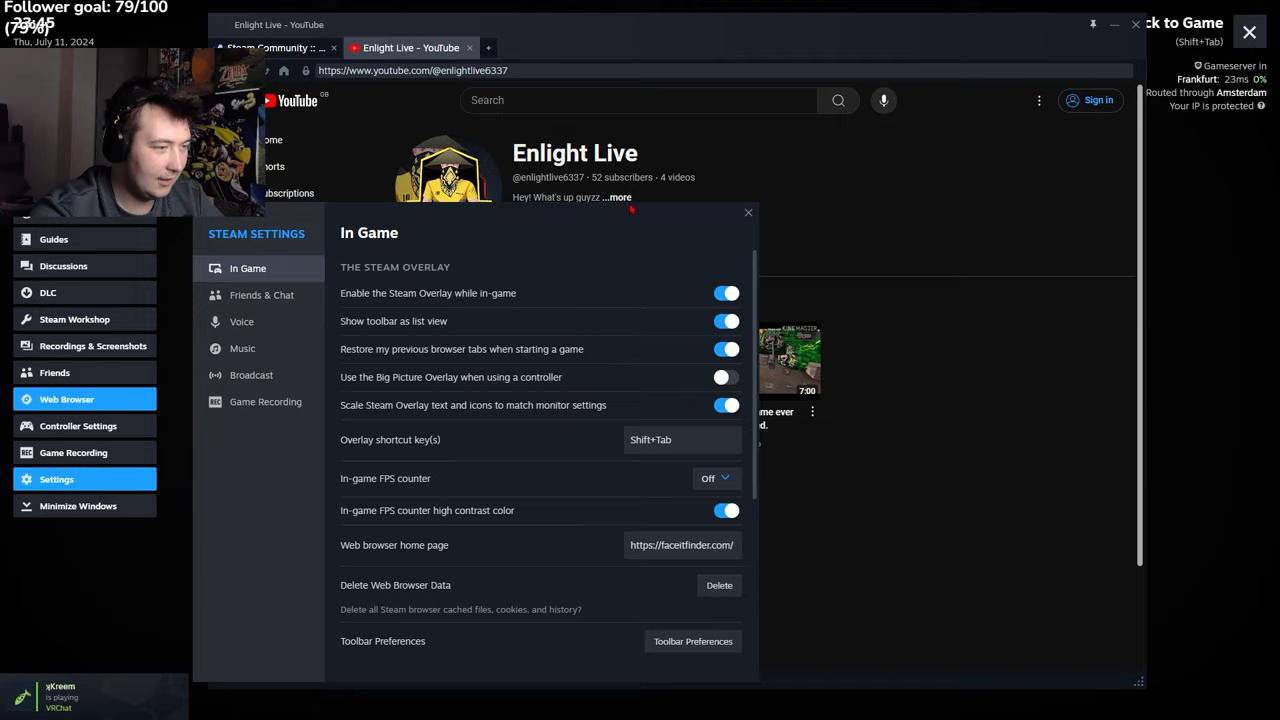 Follower goal: 79/100
(79%)
23:45
Thu, July 11, 2024
Enlight Live - YouTube
Steam Community :: ...
Enlight Live - YouTube
https://www.youtube.com/@enlightlive6337
ck to Game
(Shift+Tab)
Gameserver in
Frankfurt: 23ms 0%
Routed through Amsterdam
Your IP is protected
YouTube GB
Search
Sign in
ome
horts
ubscriptions
Enlight Live
@enlightlive6337 · 52 subscribers · 4 videos
Hey! What's up guyzz ...more
Guides
Discussions
DLC
Steam Workshop
Recordings & Screenshots
Friends
Web Browser
Controller Settings
Game Recording
Settings
Minimize Windows
STEAM SETTINGS
In Game
Friends & Chat
Voice
Music
Broadcast
Game Recording
In Game
THE STEAM OVERLAY
Enable the Steam Overlay while in-game
Show toolbar as list view
Restore my previous browser tabs when starting a game
Use the Big Picture Overlay when using a controller
Scale Steam Overlay text and icons to match monitor settings
Overlay shortcut key(s)
Shift+Tab
In-game FPS counter
Off
In-game FPS counter high contrast color
Web browser home page
https://faceitfinder.com/
Delete Web Browser Data
Delete
Delete all Steam browser cached files, cookies, and history?
Toolbar Preferences
Toolbar Preferences
KINEMASTER
7:00
me ever
d.
xKreem
is playing
VRChat